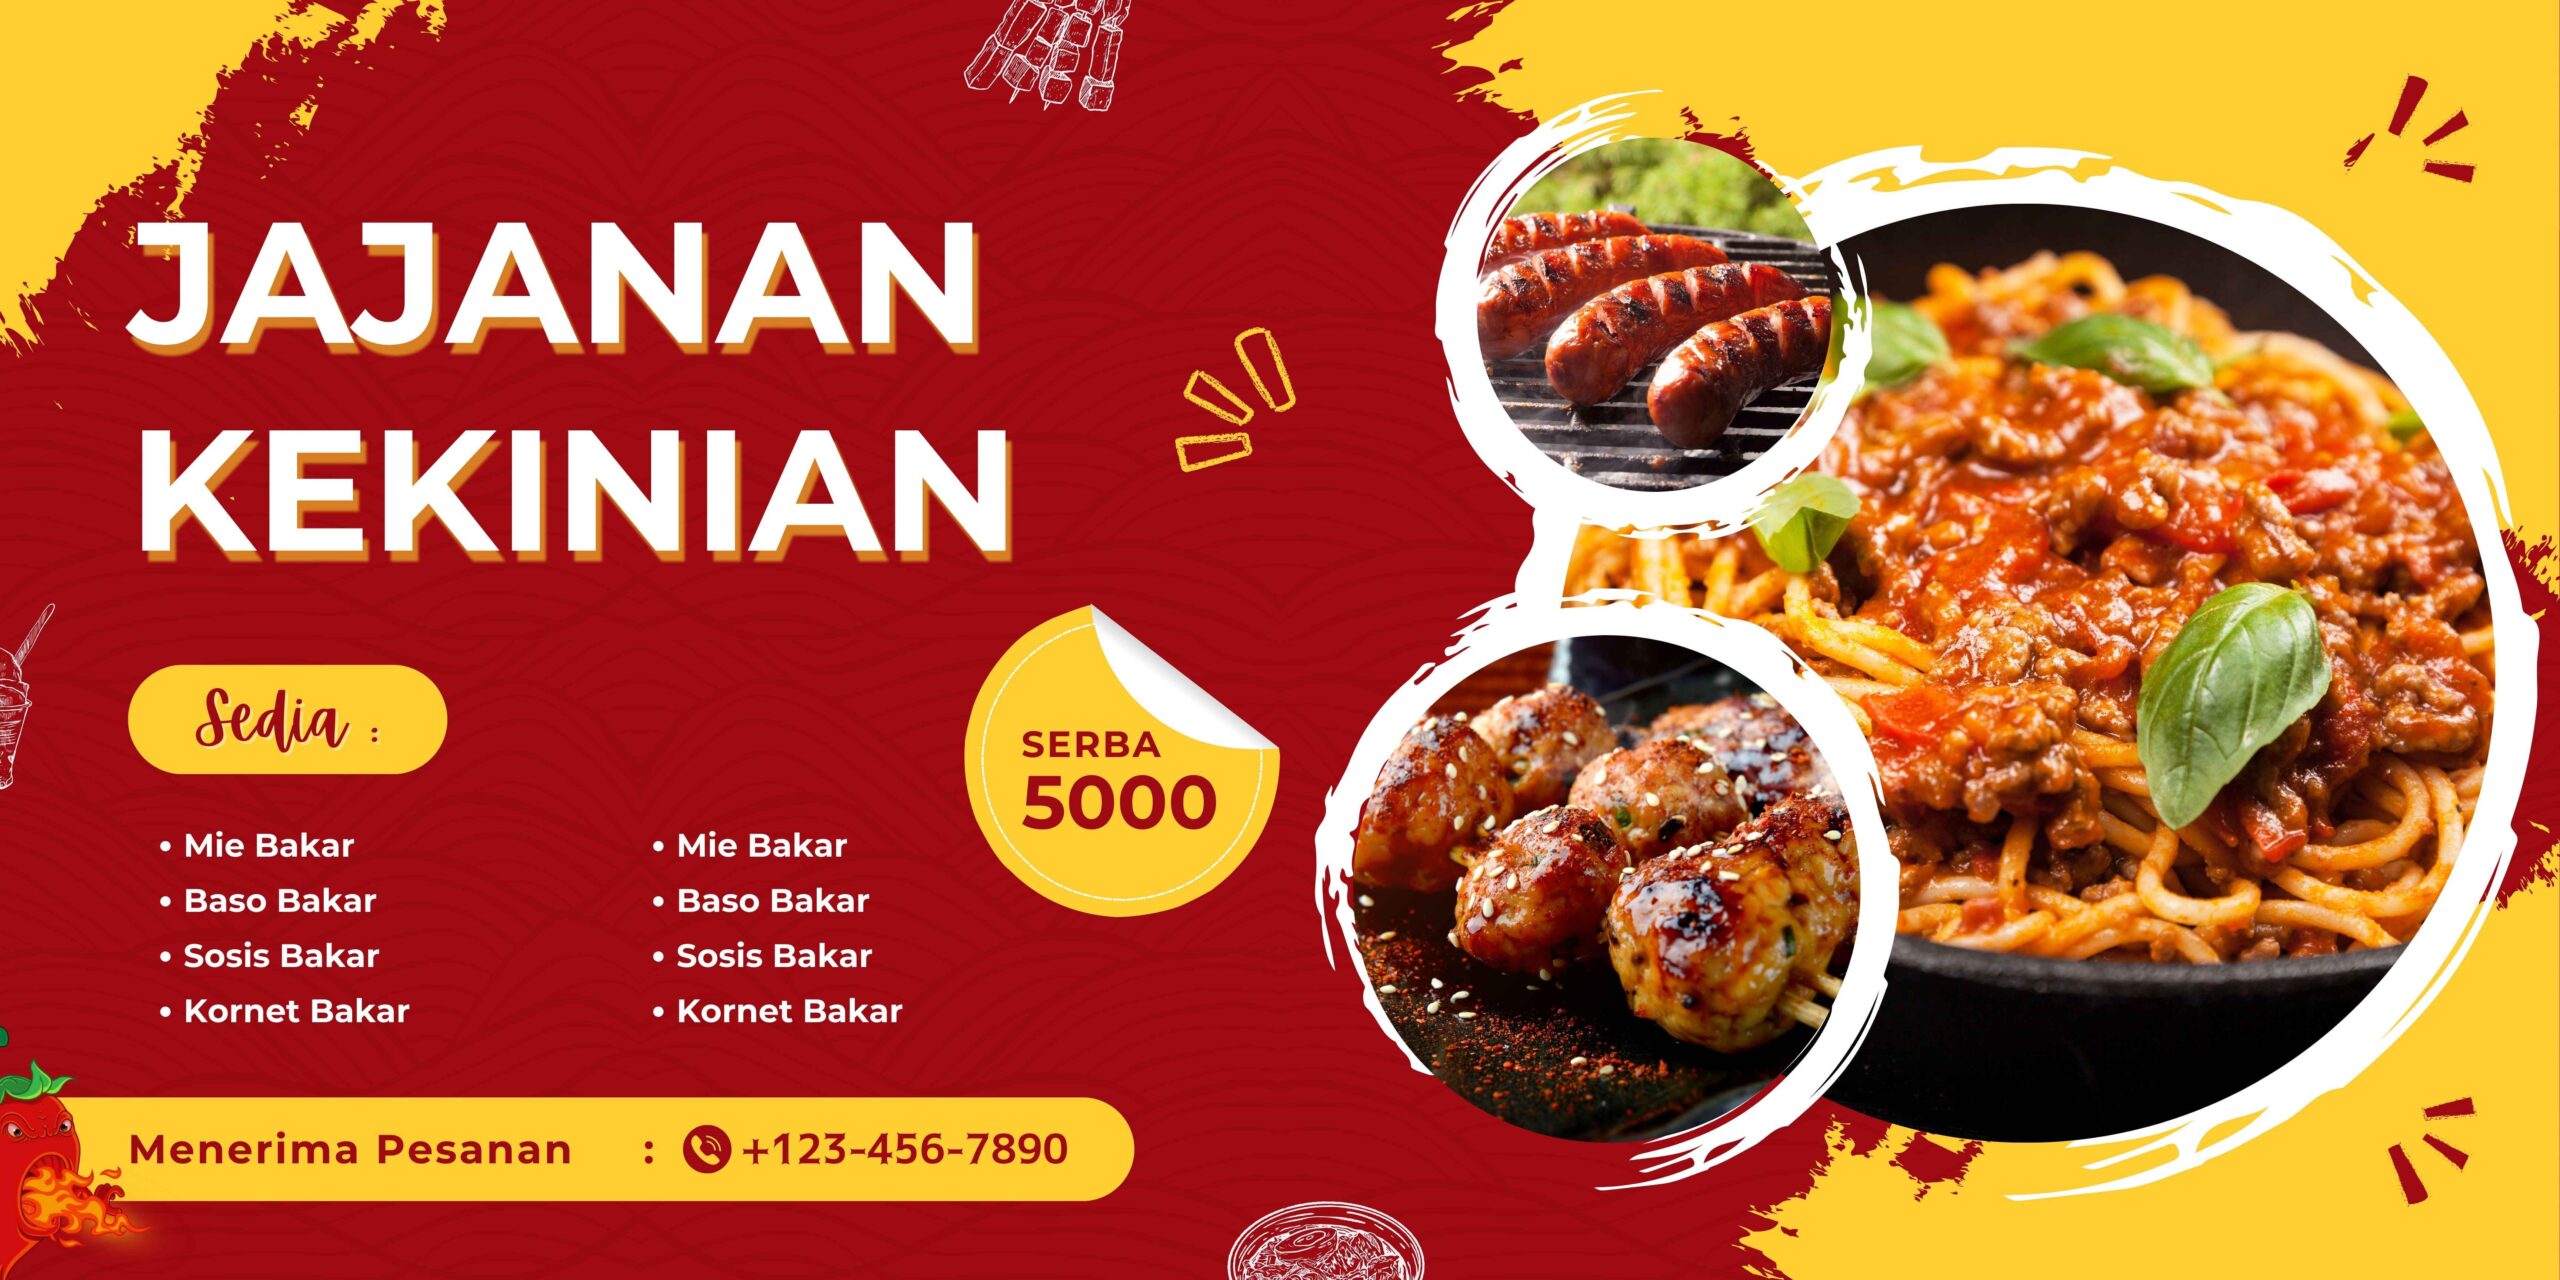 JAJANAN
KEKINIAN
Sedia :
• Mie Bakar
• Baso Bakar
• Sosis Bakar
• Kornet Bakar
• Mie Bakar
• Baso Bakar
• Sosis Bakar
• Kornet Bakar
SERBA
5000
Menerima Pesanan : +123-456-7890